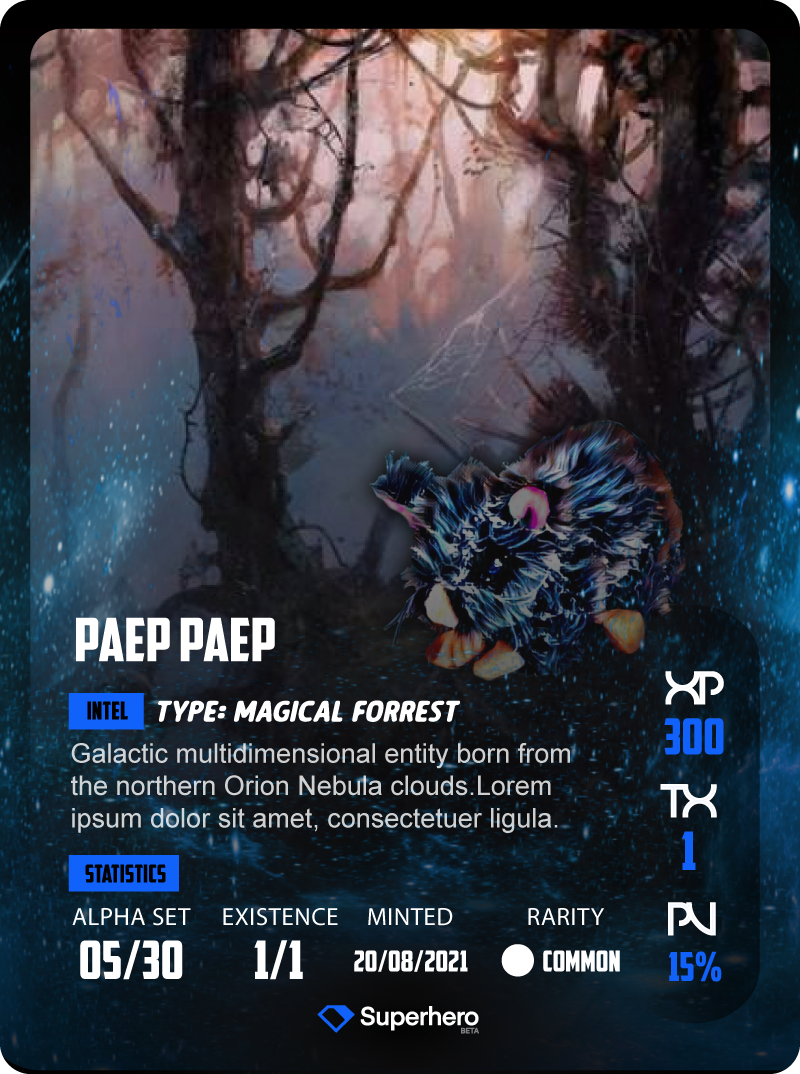 PAEP PAEP
INTEL TYPE: MAGICAL FORREST
Galactic multidimensional entity born from
the northern Orion Nebula clouds.Lorem
ipsum dolor sit amet, consectetuer ligula.
XP
300
TX
1
PV
15%
STATISTICS
ALPHA SET EXISTENCE MINTED RARITY
05/30 1/1 20/08/2021 COMMON
Superhero
BETA